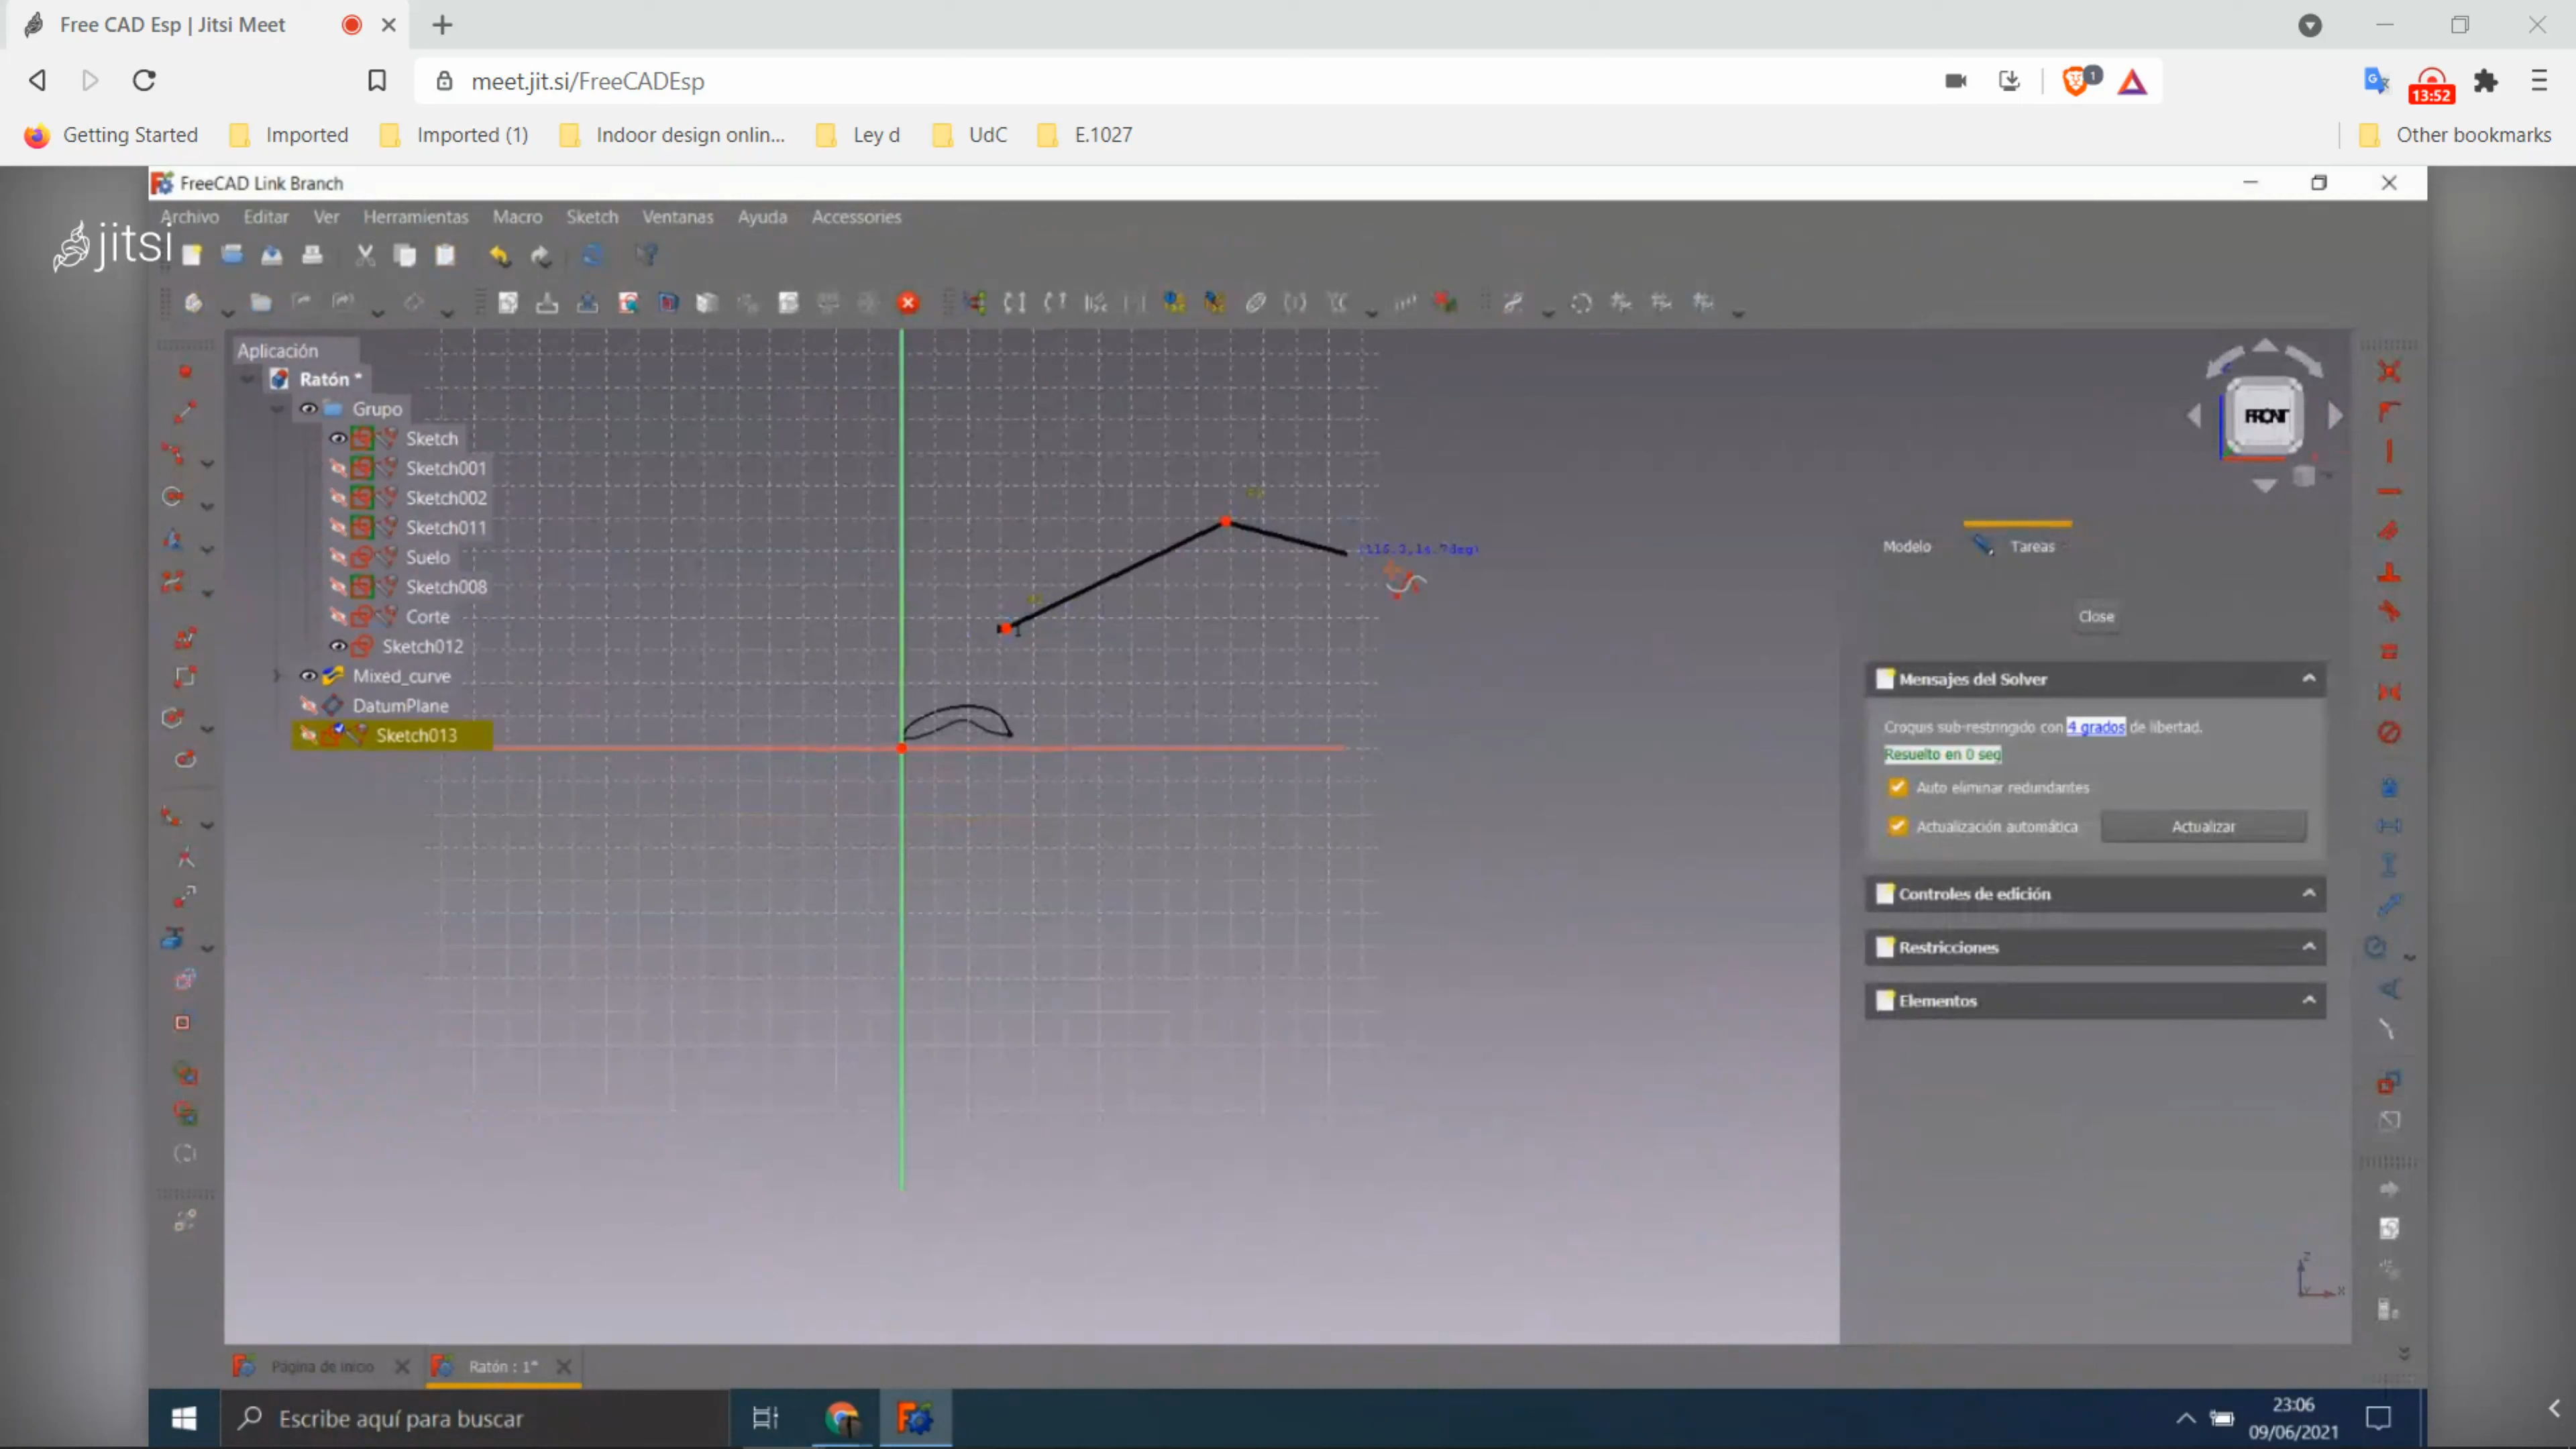 Free CAD Esp | Jitsi Meet
meet.jit.si/FreeCADEsp
1
13:52
Getting Started
Imported
Imported (1)
Indoor design onlin...
Ley d
UdC
E.1027
Other bookmarks
FreeCAD Link Branch
jitsi
Archivo
Editar
Ver
Herramientas
Macro
Sketch
Ventanas
Ayuda
Accessories
Aplicación
Ratón *
Grupo
Sketch
Sketch001
Sketch002
Sketch011
Suelo
Sketch008
Corte
Sketch012
Mixed_curve
DatumPlane
Sketch013
1
FRONT
Modelo
Tareas
Close
Mensajes del Solver
Croquis sub-restringido con 4 grados de libertad.
Resuelto en 0 seg
Auto eliminar redundantes
Actualización automática
Actualizar
Controles de edición
Restricciones
Elementos
Z
X
Página de inicio
Ratón : 1*
Escribe aquí para buscar
23:06
09/06/2021